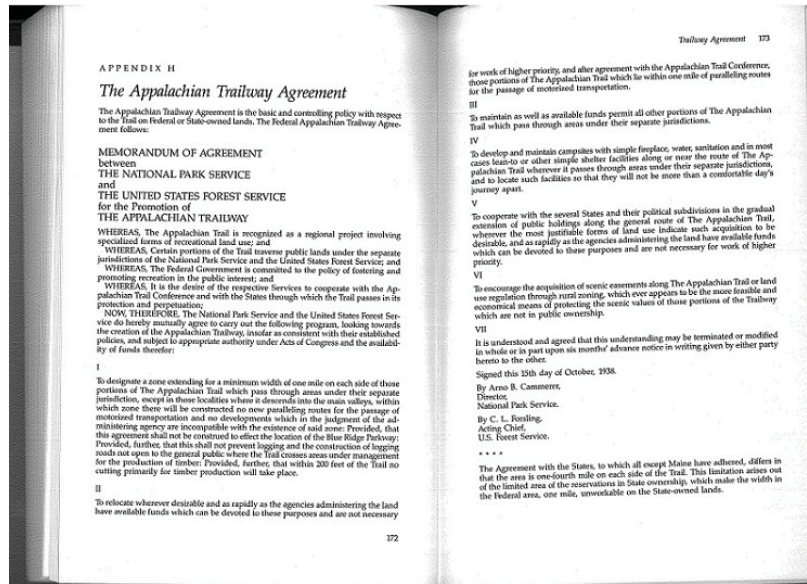 APPENDIX H
The Appalachian Trailway Agreement
The Appalachian Trailway Agreement is the basic and controlling policy with respect
to the Trail on Federal or State-owned lands. The Federal Appalachian Trailway Agree-
ment follows:
MEMORANDUM OF AGREEMENT
between
THE NATIONAL PARK SERVICE
and
THE UNITED STATES FOREST SERVICE
for the Promotion of
THE APPALACHIAN TRAILWAY
WHEREAS, The Appalachian Trail is recognized as a regional project involving
specialized forms of recreational land use; and
WHEREAS, Certain portions of the Trail traverse public lands under the separate
jurisdictions of the National Park Service and the United States Forest Service; and
WHEREAS, The Federal Government is committed to the policy of fostering and
promoting recreation in the public interest; and
WHEREAS, It is the desire of the respective Services to cooperate with the Ap-
palachian Trail Conference and with the States through which the Trail passes in its
protection and perpetuation;
NOW, THEREFORE, The National Park Service and the United States Forest Ser-
vice do hereby mutually agree to carry out the following program, looking towards
the creation of the Appalachian Trailway, insofar as consistent with their established
policies, and subject to appropriate authority under Acts of Congress and the availabil-
ity of funds therefor:
I
To designate a zone extending for a minimum width of one mile on each side of those
portions of The Appalachian Trail which pass through areas under their separate
jurisdiction, except in those localities where it descends into the main valleys, within
which zone there will be constructed no new paralleling routes for the passage of
motorized transportation and no developments which in the judgment of the ad-
ministering agency are incompatible with the existence of said zone: Provided, that
this agreement shall not be construed to effect the location of the Blue Ridge Parkway:
Provided, further, that this shall not prevent logging and the construction of logging
roads not open to the general public where the Trail crosses areas under management
for the production of timber: Provided, further, that within 200 feet of the Trail no
cutting primarily for timber production will take place.
II
To relocate wherever desirable and as rapidly as the agencies administering the land
have available funds which can be devoted to these purposes and are not necessary
172
Trailway Agreement 173
for work of higher priority, and after agreement with the Appalachian Trail Conference,
those portions of The Appalachian Trail which lie within one mile of paralleling routes
for the passage of motorized transportation.
III
To maintain as well as available funds permit all other portions of The Appalachian
Trail which pass through areas under their separate jurisdictions.
IV
To develop and maintain campsites with simple fireplace, water, sanitation and in most
cases lean-to or other simple shelter facilities along or near the route of The Ap-
palachian Trail wherever it passes through areas under their separate jurisdictions,
and to locate such facilities so that they will not be more than a comfortable day's
journey apart.
V
To cooperate with the several States and their political subdivisions in the gradual
extension of public holdings along the general route of The Appalachian Trail,
wherever the most justifiable forms of land use indicate such acquisition to be
desirable, and as rapidly as the agencies administering the land have available funds
which can be devoted to these purposes and are not necessary for work of higher
priority.
VI
To encourage the acquisition of scenic easements along The Appalachian Trail or land
use regulation through rural zoning, which ever appears to be the more feasible and
economical means of protecting the scenic values of those portions of the Trailway
which are not in public ownership.
VII
It is understood and agreed that this understanding may be terminated or modified
in whole or in part upon six months' advance notice in writing given by either party
hereto to the other.
Signed this 15th day of October, 1938.
By Arno B. Cammerer,
Director,
National Park Service.
By C. L. Forsling,
Acting Chief,
U.S. Forest Service.
* * * *
The Agreement with the States, to which all except Maine have adhered, differs in
that the area is one-fourth mile on each side of the Trail. This limitation arises out
of the limited area of the reservations in State ownership, which make the width in
the Federal area, one mile, unworkable on the State-owned lands.